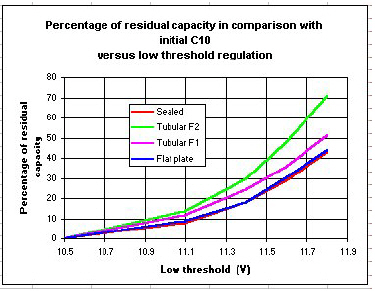 Percentage of residual capacity in comparison with
initial C10
versus low threshold regulation
Percentage of residual
capacity
80
70
60
50
40
30
20
10
0
Sealed
Tubular F2
Tubular F1
Flat plate
10.5 10.7 10.9 11.1 11.3 11.5 11.7 11.9
Low threshold (V)